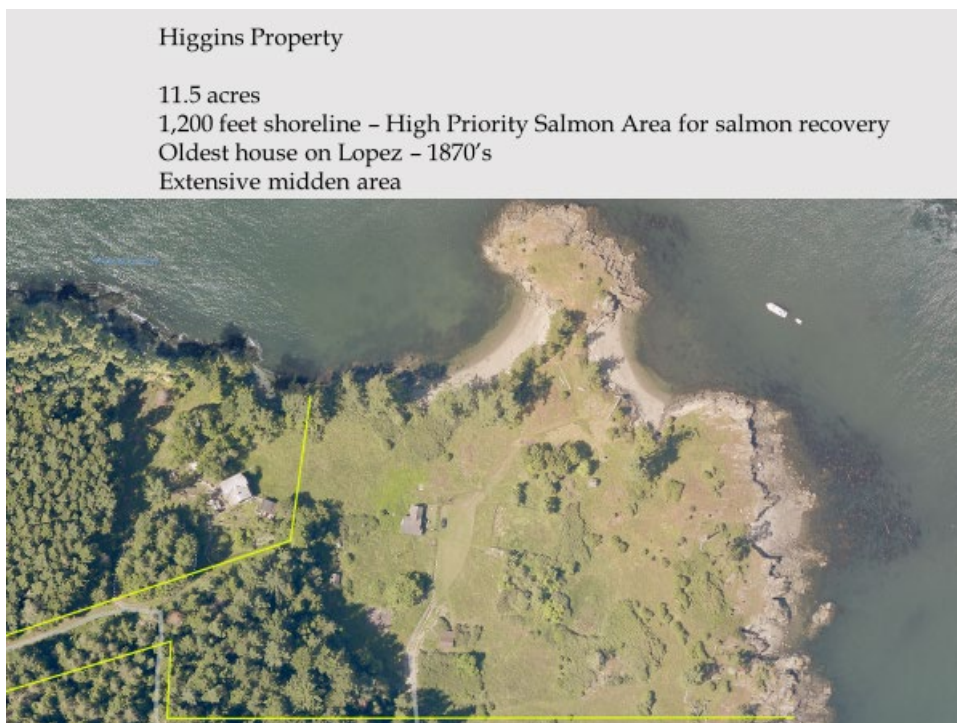 Higgins Property
11.5 acres
1,200 feet shoreline – High Priority Salmon Area for salmon recovery
Oldest house on Lopez – 1870's
Extensive midden area